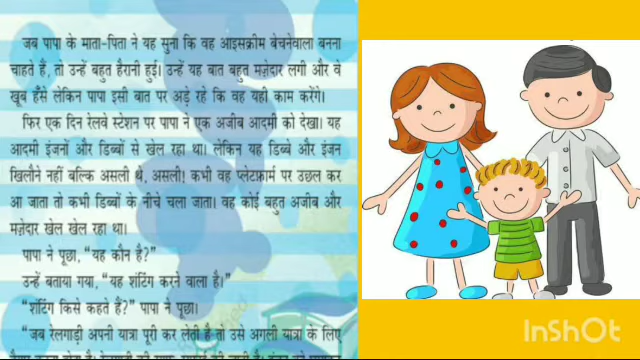 जब पापा के माता-पिता ने यह सुना कि वह आइसक्रीम बेचनेवाला बनना
चाहते हैं, तो उन्हें बहुत हैरानी हुई। उन्हें यह बात बहुत मज़ेदार लगी और वे
खूब हँसे लेकिन पापा इसी बात पर अड़े रहे कि वह यही काम करेंगे।
फिर एक दिन रेलवे स्टेशन पर पापा ने एक अजीब आदमी को देखा। यह
आदमी इंजनों और डिब्बों से खेल रहा था। लेकिन यह डिब्बे और इंजन
खिलौने नहीं बल्कि असली थे, असली! कभी वह प्लेटफ़ार्म पर उछल कर
आ जाता तो कभी डिब्बों के नीचे चला जाता। वह कोई बहुत अजीब और
मज़ेदार खेल खेल रहा था।
पापा ने पूछा, “यह कौन है?”
उन्हें बताया गया, “यह शंटिंग करने वाला है।”
“शंटिंग किसे कहते हैं?” पापा ने पूछा।
“जब रेलगाड़ी अपनी यात्रा पूरी कर लेती है तो उसे अगली यात्रा के लिए
InShOt